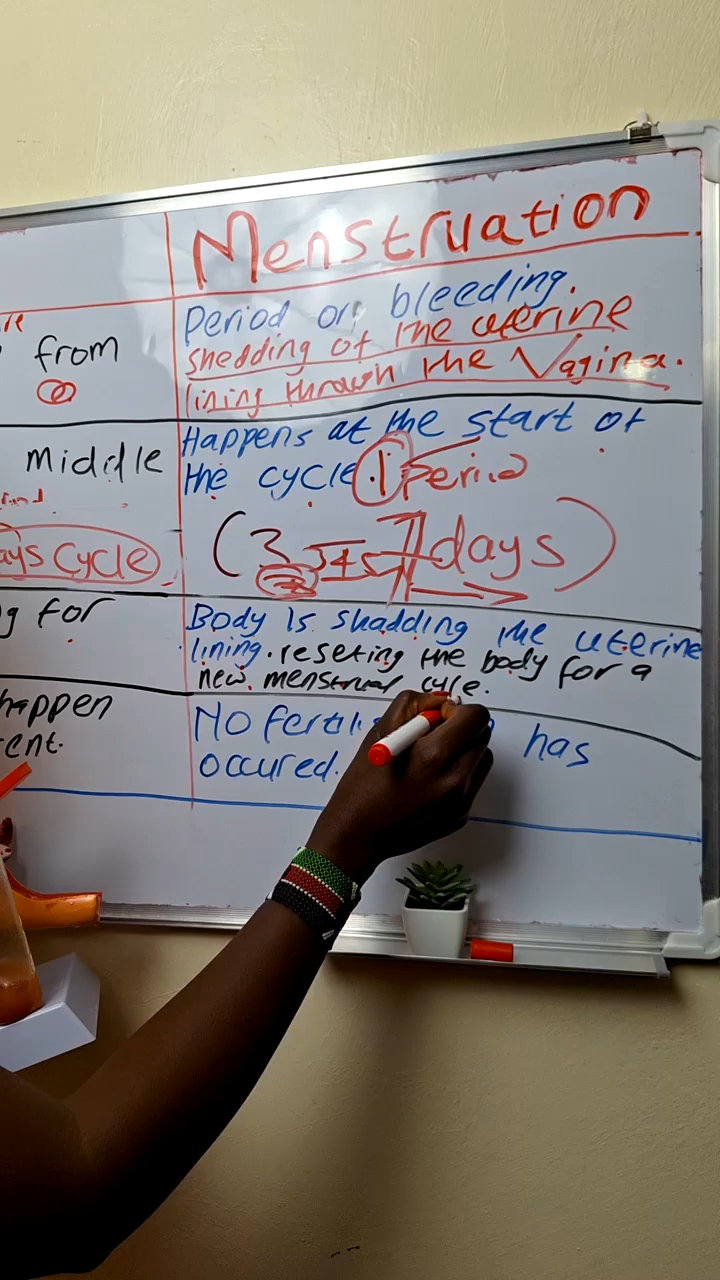 Menstruation
Period or bleeding.
from
shedding of the uterine
lining through the Vagina.
Happens at the start of
middle
the cycle. 1 period
(3 7 days)
ays cycle
g for
Body is shadding the uterine
lining. reseting the body for a
new menstrual cycle.
happen
No has
ent.
occured.